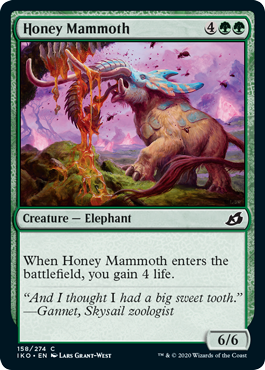 Honey Mammoth 4
Creature — Elephant
When Honey Mammoth enters the
battlefield, you gain 4 life.
"And I thought I had a big sweet tooth."
—Gannet, Skysail zoologist
6/6
158/274 C
IKO • EN Lars Grant-West
™ & © 2020 Wizards of the Coast